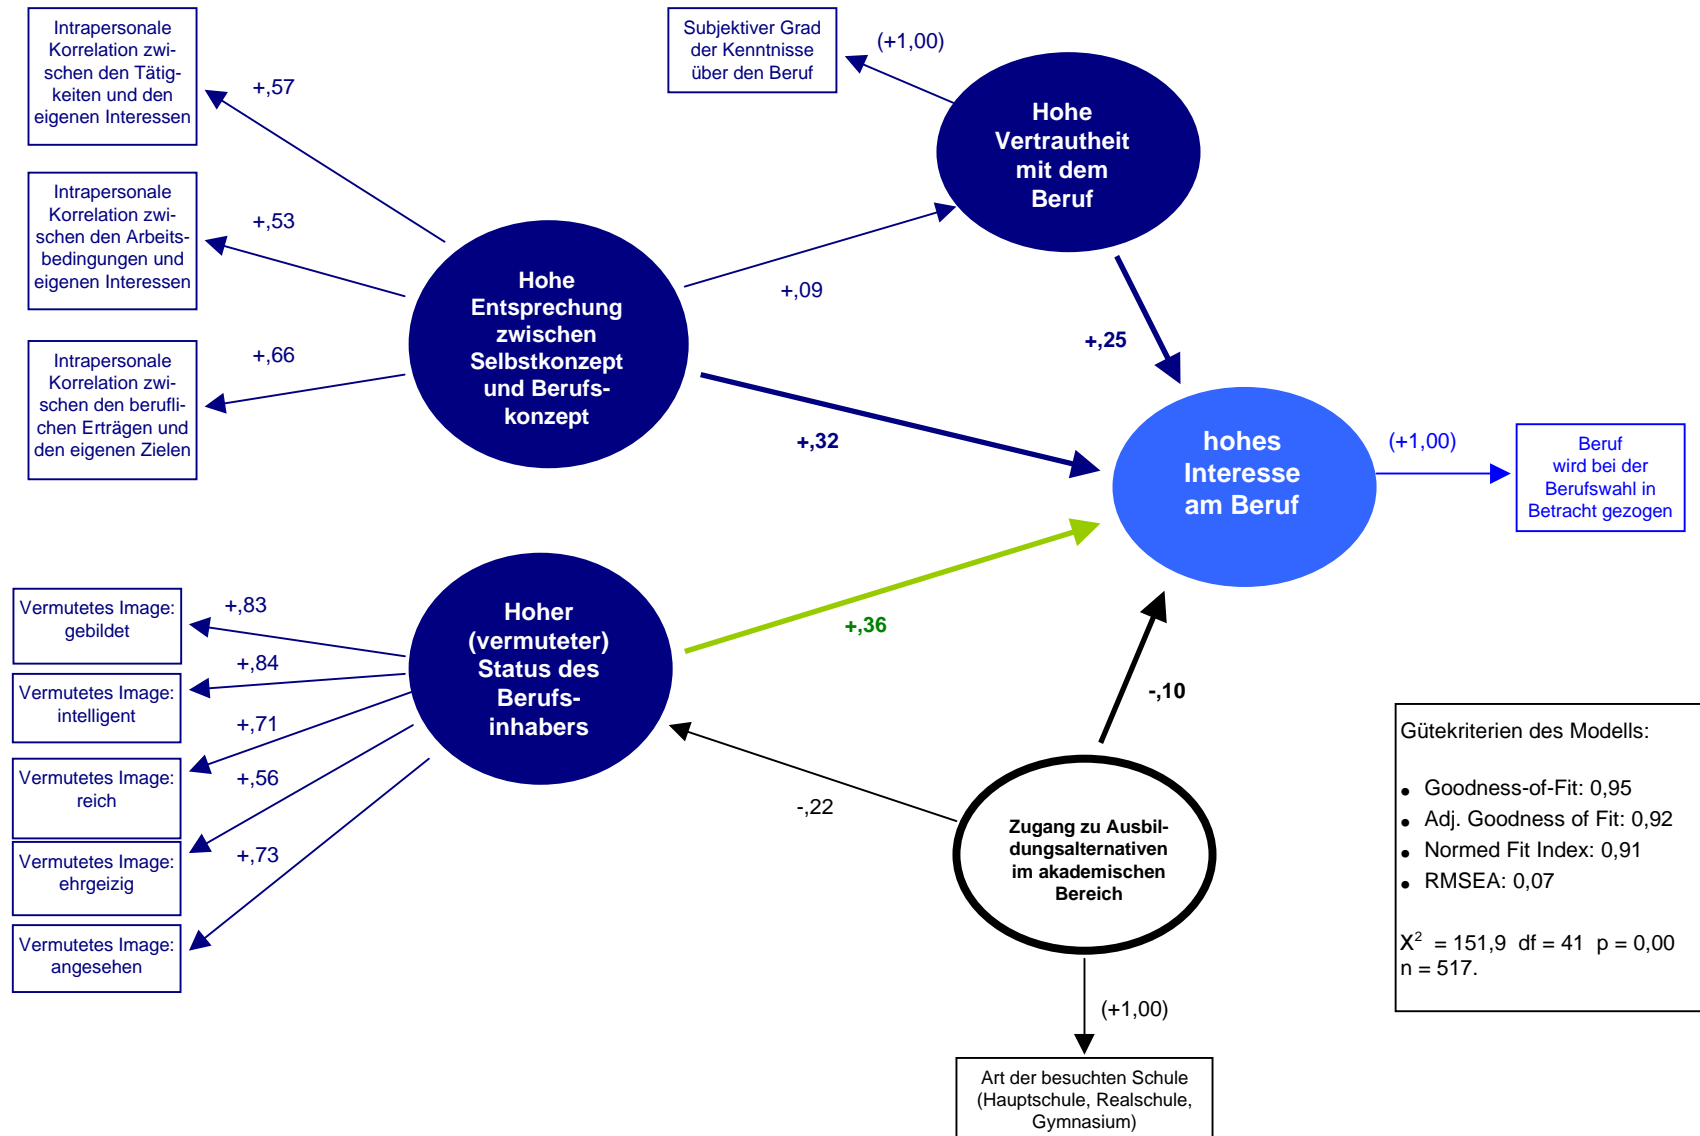 Intrapersonale
Korrelation zwi-
schen den Tätig-
keiten und den
eigenen Interessen
+,57
Subjektiver Grad
der Kenntnisse
über den Beruf
(+1,00)
Hohe
Vertrautheit
mit dem
Beruf
Intrapersonale
Korrelation zwi-
schen den Arbeits-
bedingungen und
eigenen Interessen
+,53
Hohe
Entsprechung
zwischen
Selbstkonzept
und Berufs-
konzept
+,09
+,25
Intrapersonale
Korrelation zwi-
schen den berufli-
chen Erträgen und
den eigenen Zielen
+,66
+,32
hohes
Interesse
am Beruf
(+1,00)
Beruf
wird bei der
Berufswahl in
Betracht gezogen
Vermutetes Image:
gebildet
+,83
Vermutetes Image:
intelligent
+,84
Vermutetes Image:
reich
+,71
Vermutetes Image:
ehrgeizig
+,56
Vermutetes Image:
angesehen
+,73
Hoher
(vermuteter)
Status des
Berufs-
inhabers
+,36
-,10
-,22
Zugang zu Ausbil-
dungsalternativen
im akademischen
Bereich
(+1,00)
Art der besuchten Schule
(Hauptschule, Realschule,
Gymnasium)
Gütekriterien des Modells:
• Goodness-of-Fit: 0,95
• Adj. Goodness of Fit: 0,92
• Normed Fit Index: 0,91
• RMSEA: 0,07
X² = 151,9 df = 41 p = 0,00
n = 517.